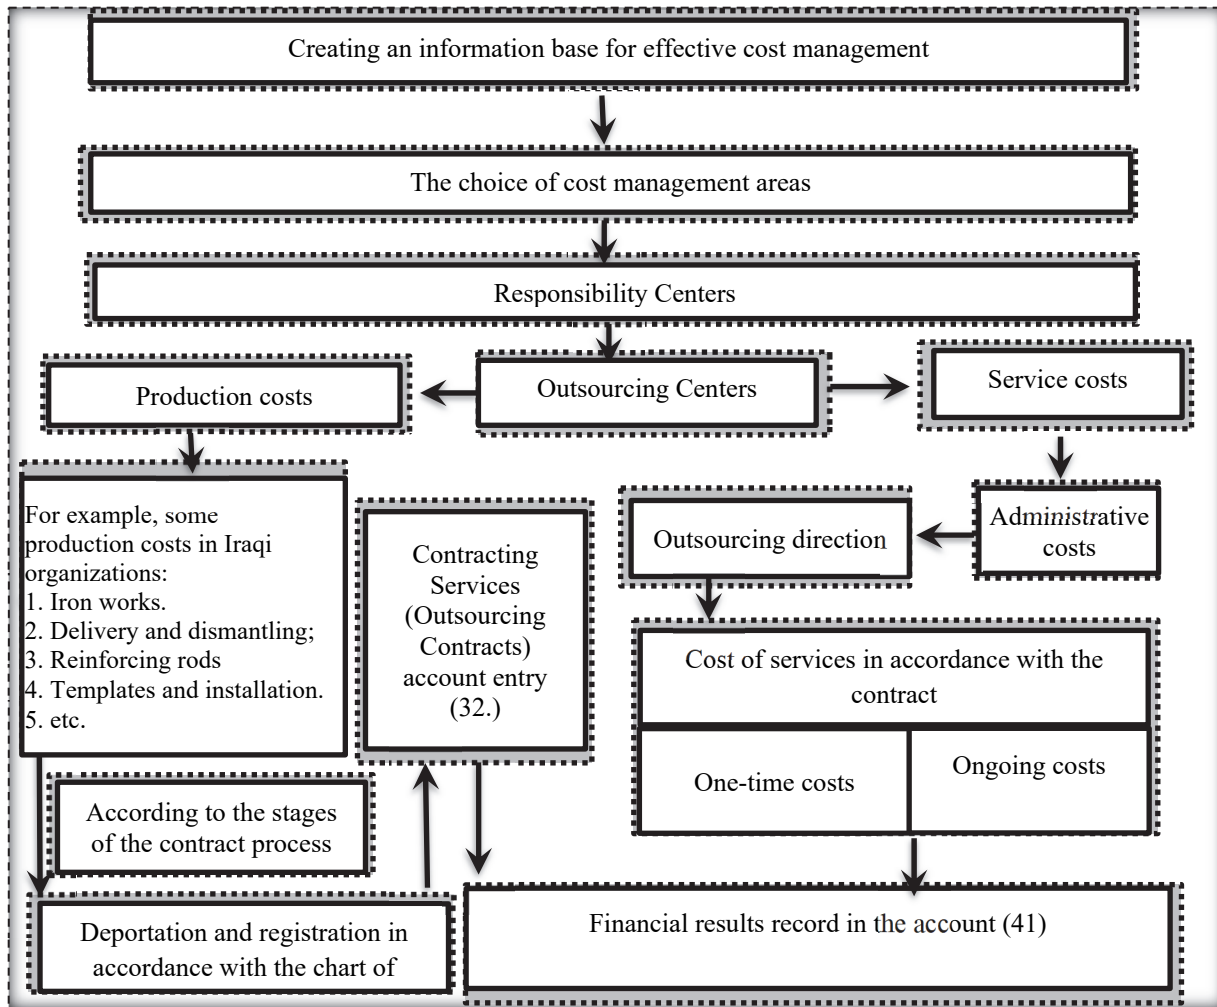 Creating an information base for effective cost management
The choice of cost management areas
Responsibility Centers
Production costs
Outsourcing Centers
Service costs
For example, some
production costs in Iraqi
organizations:
1. Iron works.
2. Delivery and dismantling;
3. Reinforcing rods
4. Templates and installation.
5. etc.
Contracting
Services
(Outsourcing
Contracts)
account entry
(32.)
Outsourcing direction
Administrative
costs
Cost of services in accordance with the
contract
One-time costs
Ongoing costs
According to the stages
of the contract process
Deportation and registration in
accordance with the chart of
Financial results record in the account (41)